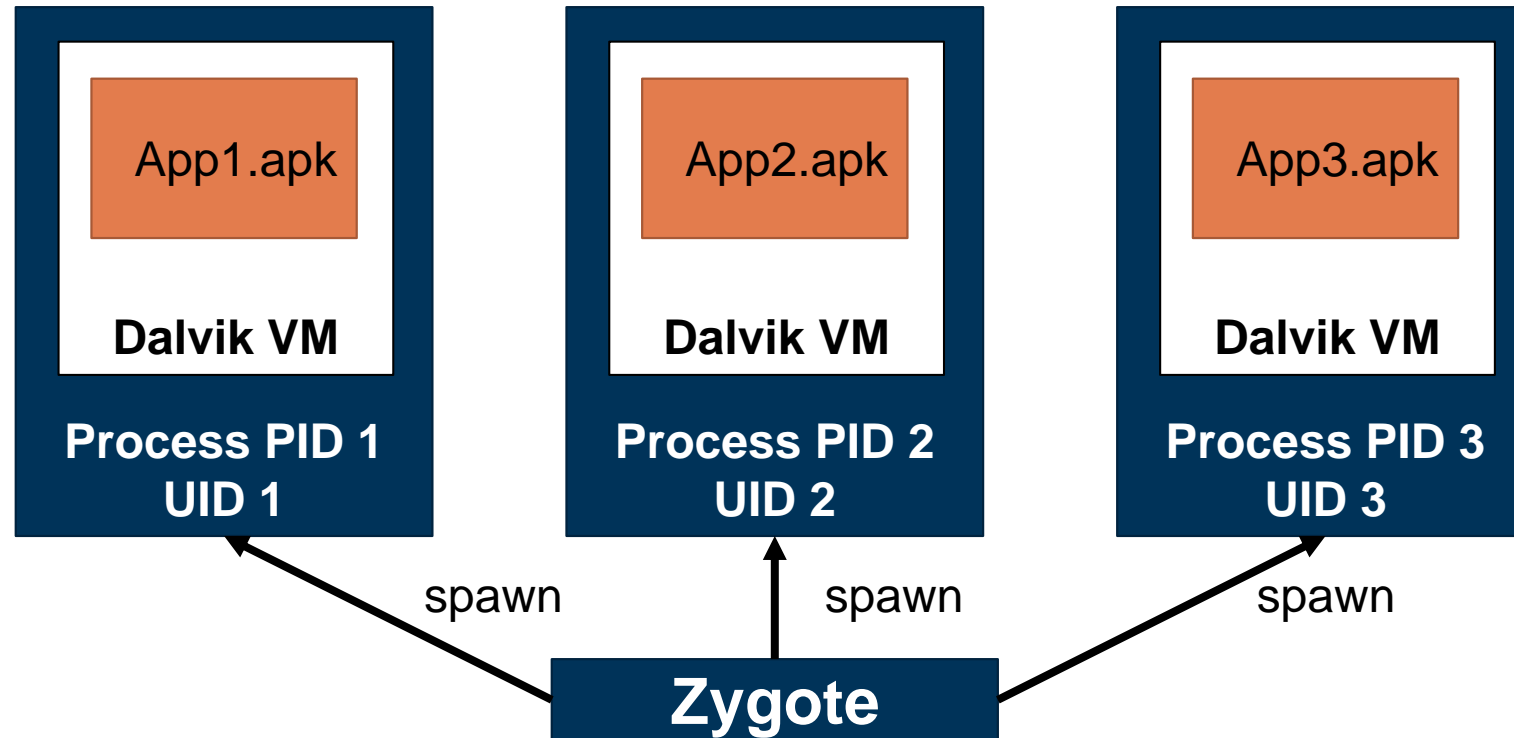 App1.apk
Dalvik VM
Process PID 1
UID 1
App2.apk
Dalvik VM
Process PID 2
UID 2
App3.apk
Dalvik VM
Process PID 3
UID 3
spawn
spawn
spawn
Zygote